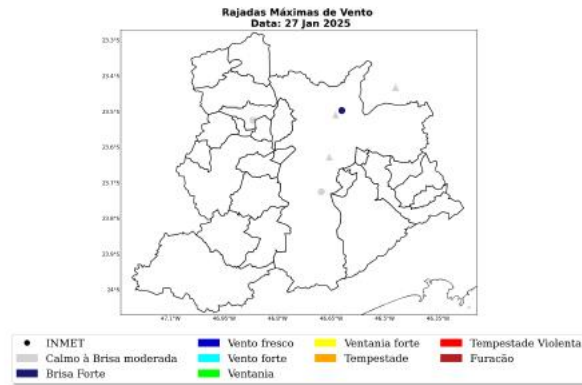 Rajadas Máximas de Vento
Data: 27 Jan 2025
23.3°S
23.4°S
23.6°S
23.7°S
23.8°S
23.9°S
24°S
47.1°W
46.95°W
46.8°W
46.65°W
46.5°W
46.35°W
INMET
Calmo à Brisa moderada
Brisa Forte
Vento fresco
Vento forte
Ventania
Ventania forte
Tempestade
Tempestade Violenta
Furacão